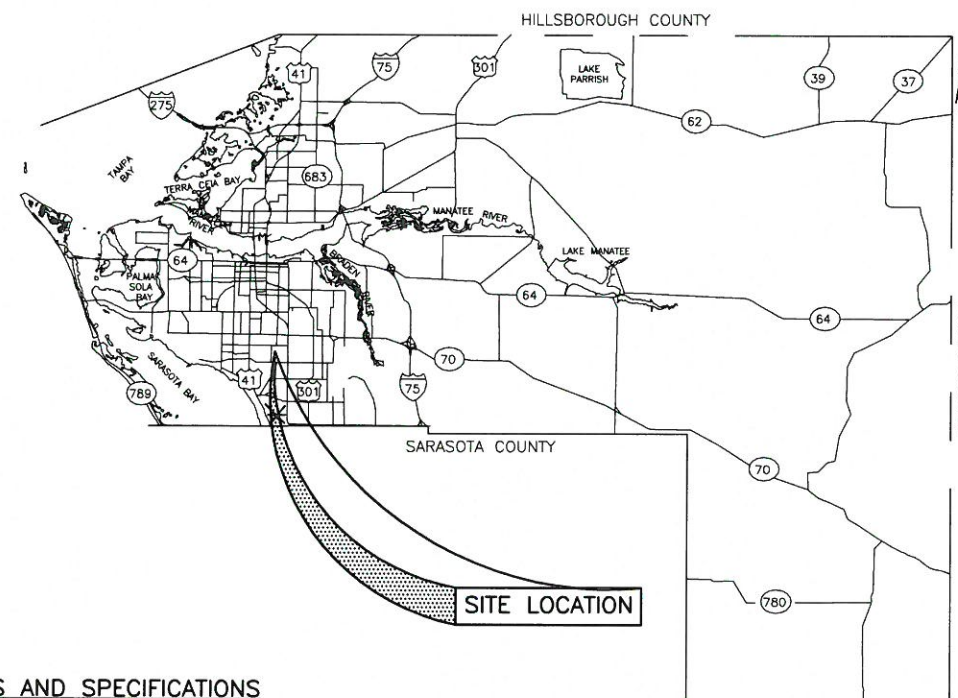 HILLSBOROUGH COUNTY
41
75
301
LAKE
PARRISH
39
37
275
62
TAMPA
BAY
TERRA CEIA BAY
683
RIVER
MANATEE RIVER
64
BRADEN
RIVER
LAKE MANATEE
PALMA
SOLA
BAY
64
64
SARASOTA BAY
70
789
41
301
75
SARASOTA COUNTY
70
SITE LOCATION
780
S AND SPECIFICATIONS